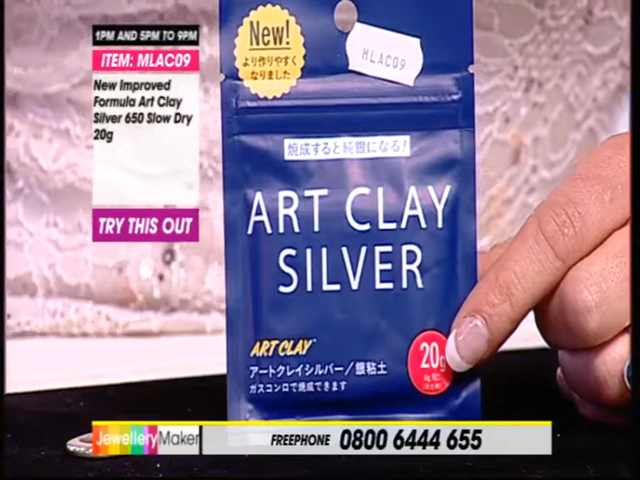 1PM AND 5PM TO 9PM
ITEM: MLAC09
New Improved
Formula Art Clay
Silver 650 Slow Dry
20g
TRY THIS OUT
New!
より作りやすく
なりました
MLAC09
焼成すると純銀になる!
ART CLAY
SILVER
ART CLAY
アートクレイシルバー/銀粘土
ガスコンロで焼成できます
20g
JewelleryMaker
FREEPHONE 0800 6444 655